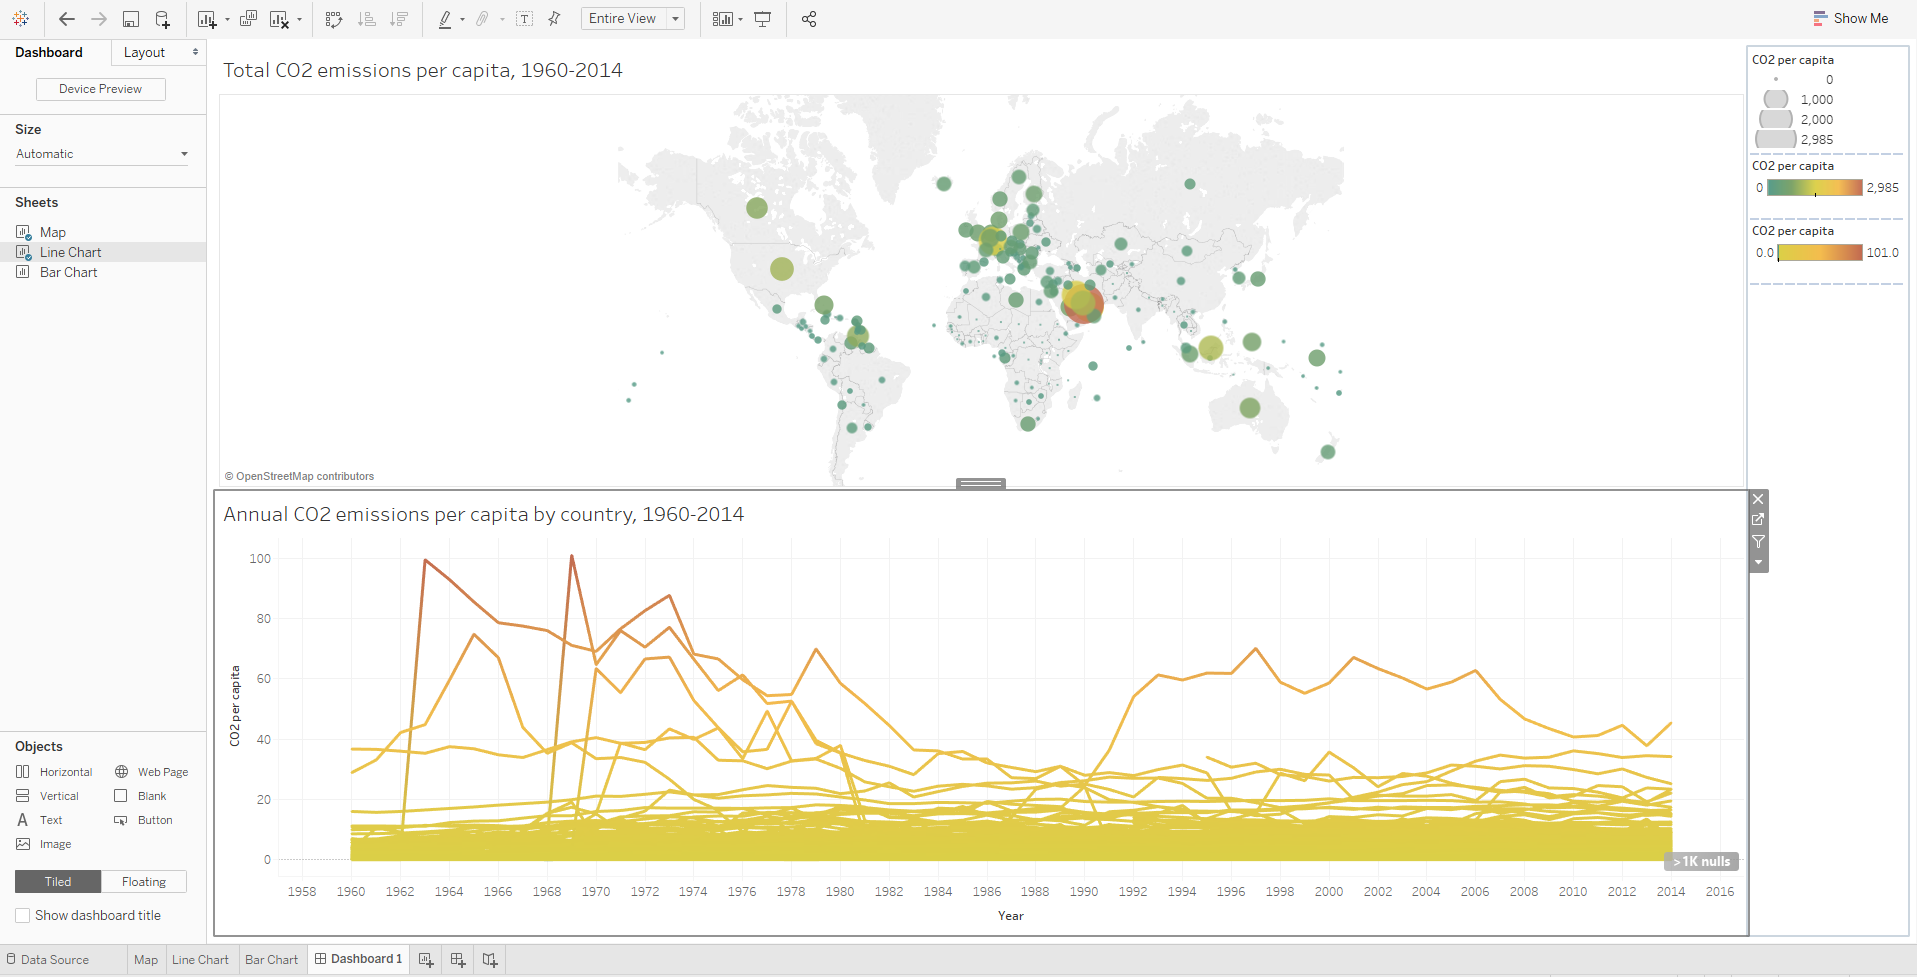 Entire View
Show Me
Dashboard
Layout
Device Preview
Size
Automatic
Sheets
Map
Line Chart
Bar Chart
Objects
Horizontal
Web Page
Vertical
Blank
A Text
Button
Image
Tiled
Floating
Show dashboard title
Total CO2 emissions per capita, 1960-2014
© OpenStreetMap contributors
CO2 per capita
0
1,000
2,000
2,985
CO2 per capita
0 2,985
CO2 per capita
0.0 101.0
Annual CO2 emissions per capita by country, 1960-2014
100
80
60
40
20
0
CO2 per capita
>1K nulls
1958 1960 1962 1964 1966 1968 1970 1972 1974 1976 1978 1980 1982 1984 1986 1988 1990 1992 1994 1996 1998 2000 2002 2004 2006 2008 2010 2012 2014 2016
Year
Data Source
Map
Line Chart
Bar Chart
Dashboard 1